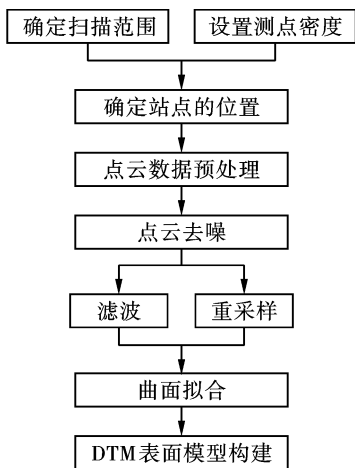 确定扫描范围
设置测点密度
确定站点的位置
点云数据预处理
点云去噪
滤波
重采样
曲面拟合
DTM表面模型构建